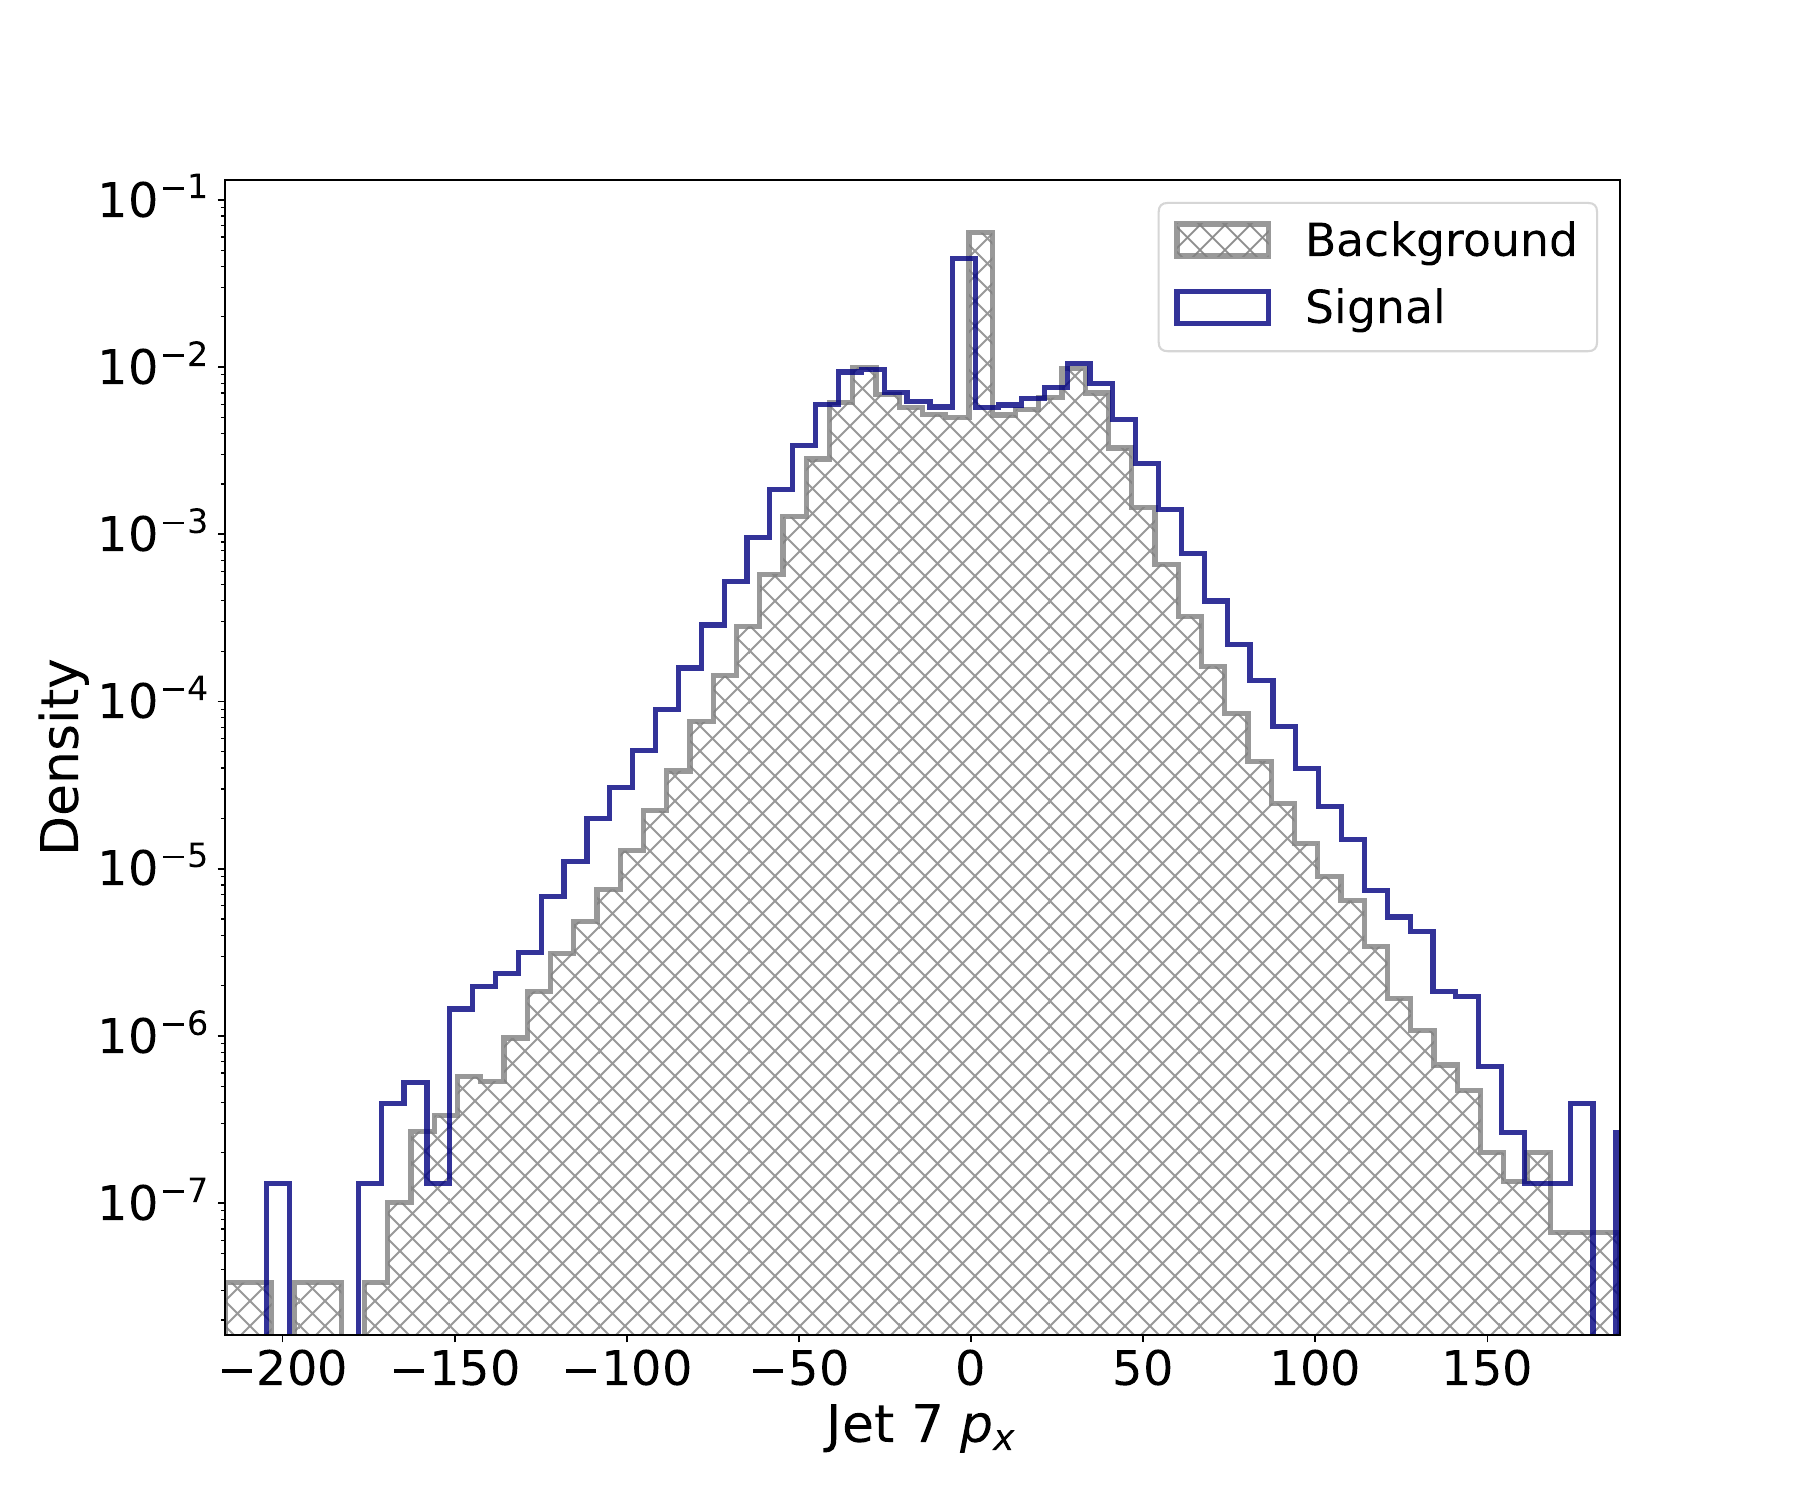 10⁻¹
10⁻²
10⁻³
10⁻⁴
10⁻⁵
10⁻⁶
10⁻⁷
Density
Background
Signal
−200 −150 −100 −50 0 50 100 150
Jet 7 pₓ